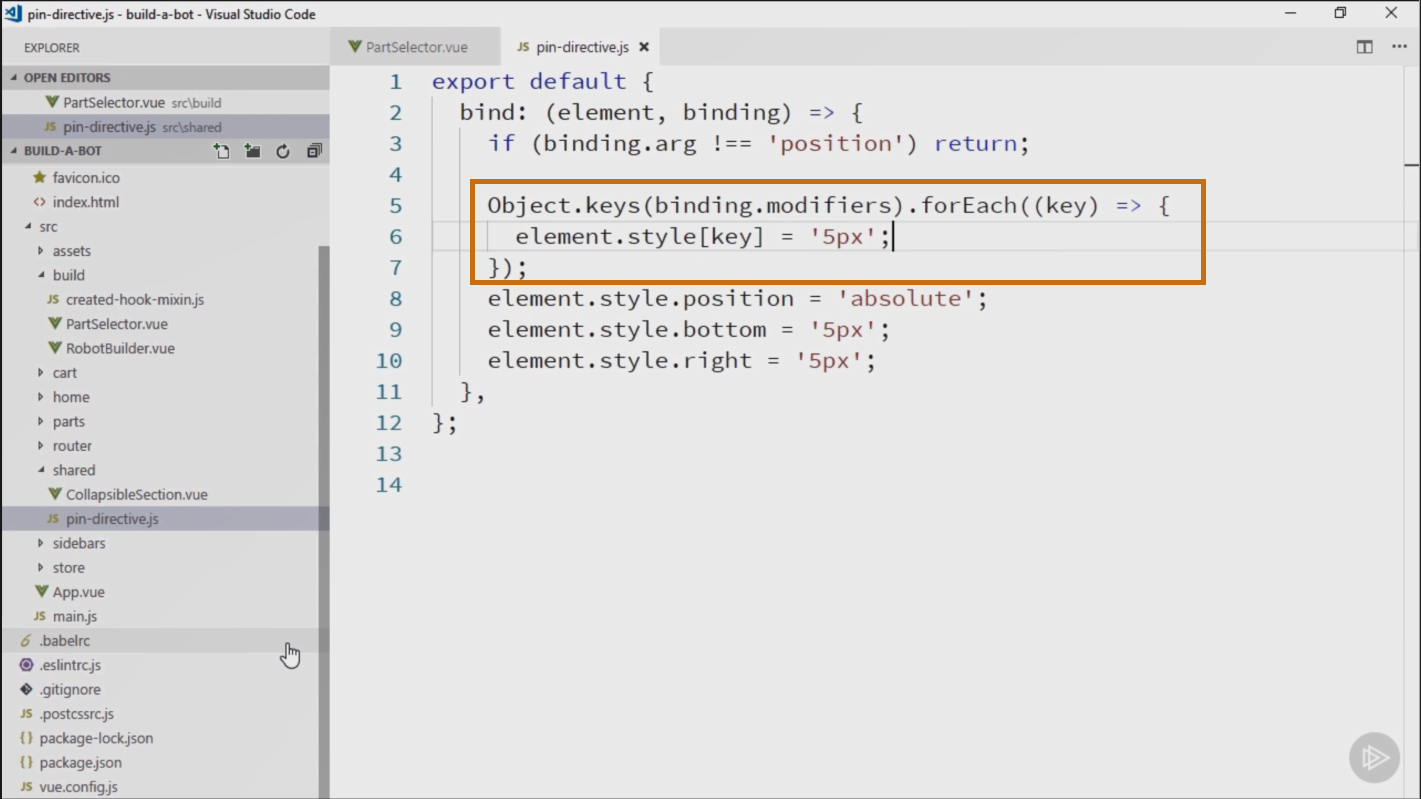 pin-directive.js - build-a-bot - Visual Studio Code
EXPLORER
OPEN EDITORS
PartSelector.vue src\build
JS pin-directive.js src\shared
BUILD-A-BOT
favicon.ico
<> index.html
src
assets
build
JS created-hook-mixin.js
PartSelector.vue
RobotBuilder.vue
cart
home
parts
router
shared
CollapsibleSection.vue
JS pin-directive.js
sidebars
store
App.vue
JS main.js
6 .babelrc
.eslintrc.js
.gitignore
JS .postcssrc.js
{} package-lock.json
{} package.json
JS vue.config.js
PartSelector.vue
JS pin-directive.js
1 export default {
2 bind: (element, binding) => {
3 if (binding.arg !== 'position') return;
4
5 Object.keys(binding.modifiers).forEach((key) => {
6 element.style[key] = '5px';
7 });
8 element.style.position = 'absolute';
9 element.style.bottom = '5px';
10 element.style.right = '5px';
11 },
12 };
13
14